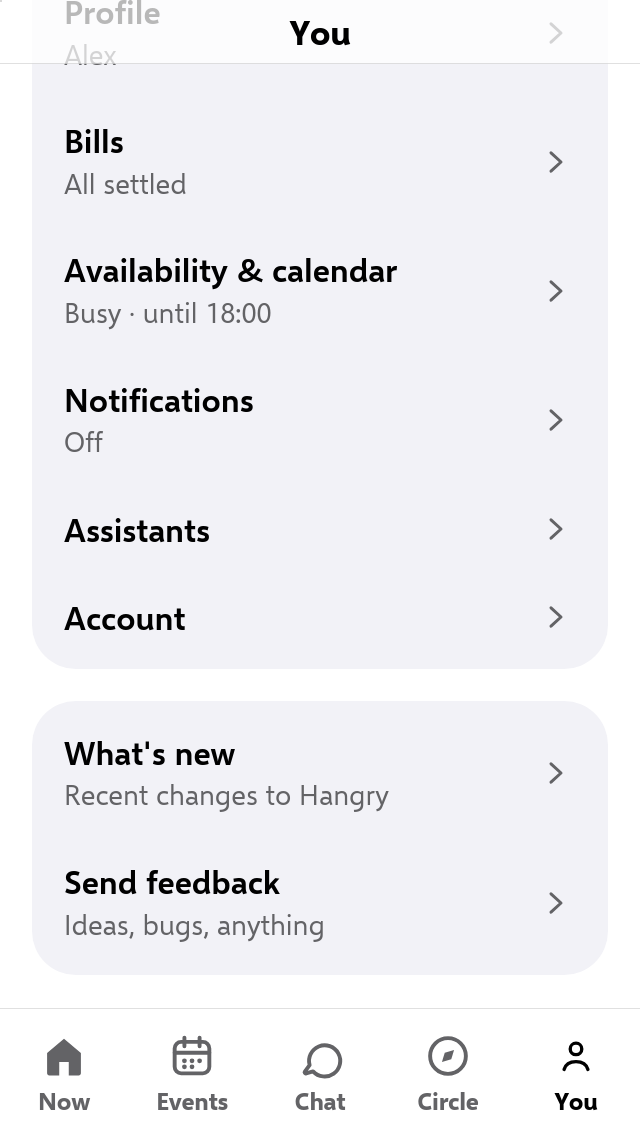 Profile
You
Alex
Bills
All settled
Availability & calendar
Busy · until 18:00
Notifications
Off
Assistants
Account
What's new
Recent changes to Hangry
Send feedback
Ideas, bugs, anything
Now
Events
Chat
Circle
You